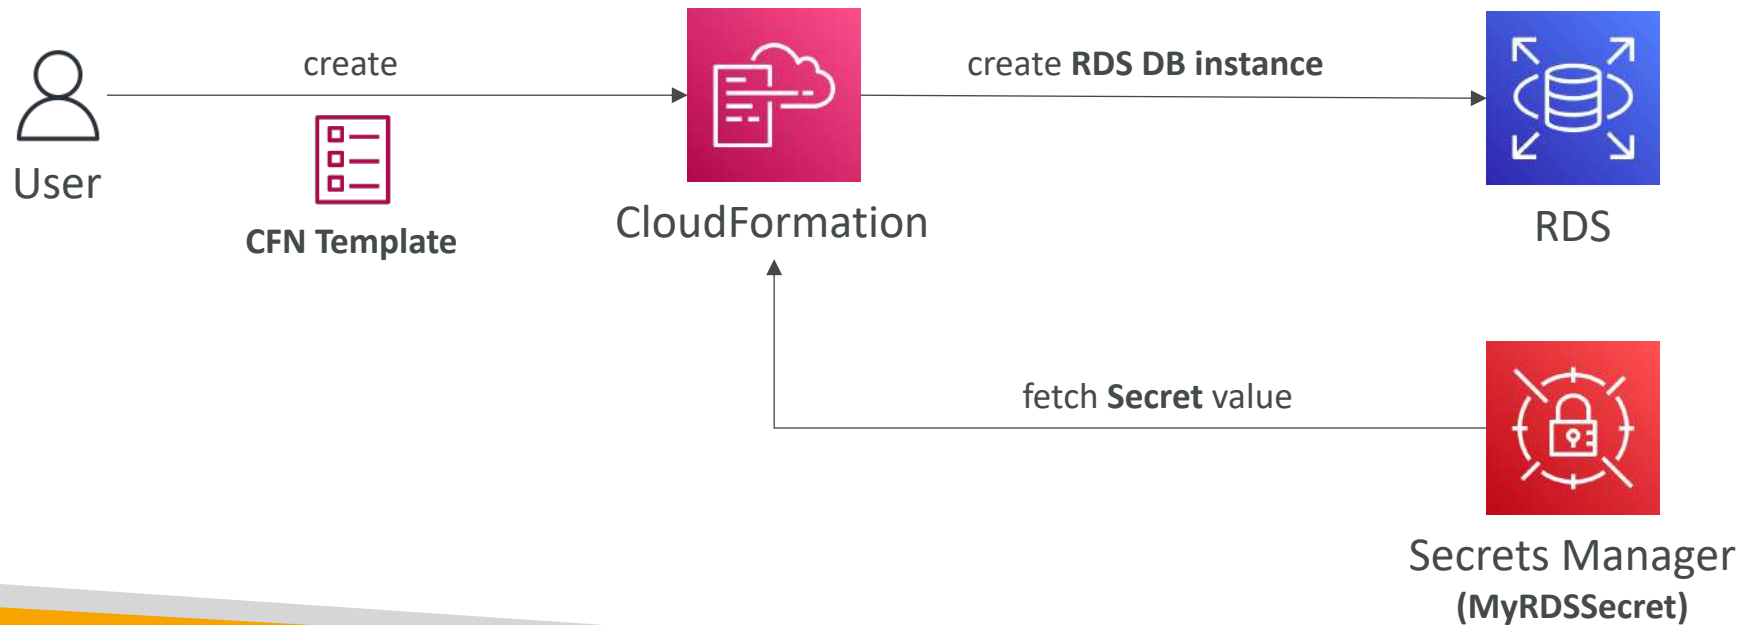 create
User
CFN Template
CloudFormation
create RDS DB instance
RDS
fetch Secret value
Secrets Manager
(MyRDSSecret)